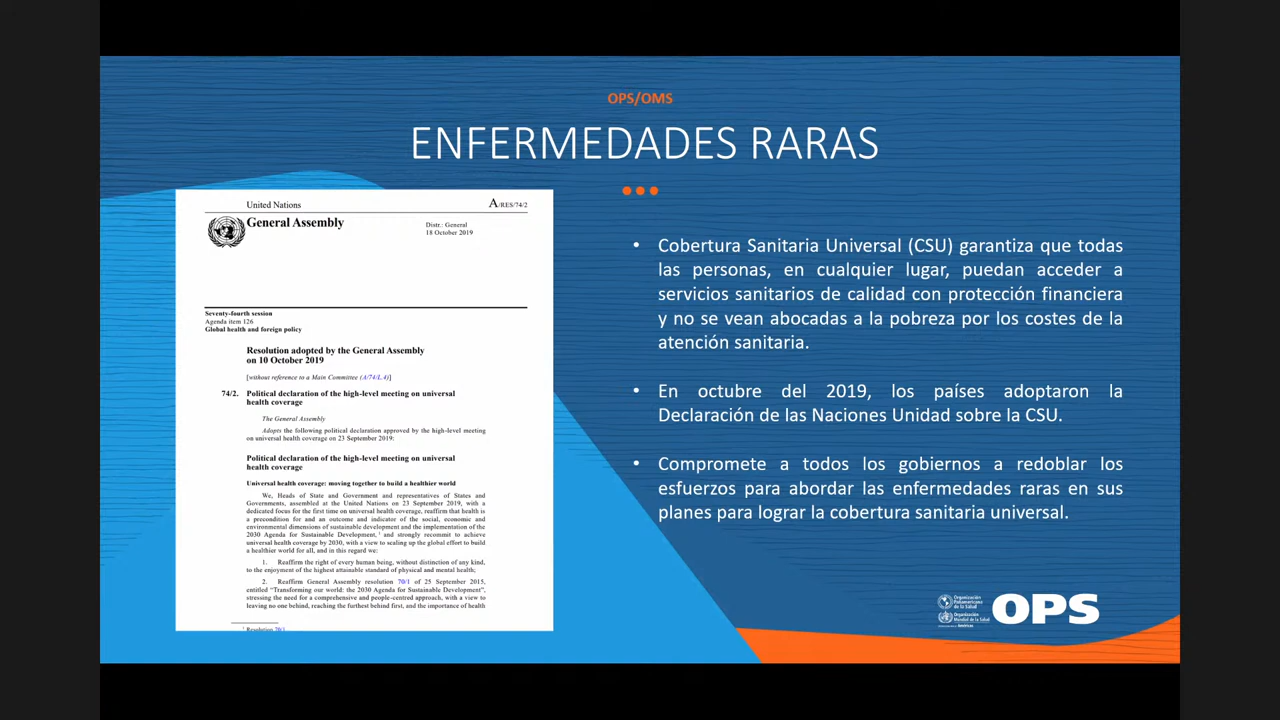 OPS/OMS
ENFERMEDADES RARAS
United Nations
A/RES/74/2
General Assembly
Distr.: General
18 October 2019
Seventy-fourth session
Agenda item 126
Global health and foreign policy
Resolution adopted by the General Assembly
on 10 October 2019
[without reference to a Main Committee (A/74/L.4)]
74/2. Political declaration of the high-level meeting on universal
health coverage
The General Assembly
Adopts the following political declaration approved by the high-level meeting
on universal health coverage on 23 September 2019:
Political declaration of the high-level meeting on universal
health coverage
Universal health coverage: moving together to build a healthier world
We, Heads of State and Government and representatives of States and
Governments, assembled at the United Nations on 23 September 2019, with a
dedicated focus for the first time on universal health coverage, reaffirm that health is
a precondition for and an outcome and indicator of the social, economic and
environmental dimensions of sustainable development and the implementation of the
2030 Agenda for Sustainable Development,1 and strongly recommit to achieve
universal health coverage by 2030, with a view to scaling up the global effort to build
a healthier world for all, and in this regard we:
1. Reaffirm the right of every human being, without distinction of any kind,
to the enjoyment of the highest attainable standard of physical and mental health;
2. Reaffirm General Assembly resolution 70/1 of 25 September 2015,
entitled “Transforming our world: the 2030 Agenda for Sustainable Development”,
stressing the need for a comprehensive and people-centred approach, with a view to
leaving no one behind, reaching the furthest behind first, and the importance of health
1 Resolution 70/1
• Cobertura Sanitaria Universal (CSU) garantiza que todas
las personas, en cualquier lugar, puedan acceder a
servicios sanitarios de calidad con protección financiera
y no se vean abocadas a la pobreza por los costes de la
atención sanitaria.
• En octubre del 2019, los países adoptaron la
Declaración de las Naciones Unidad sobre la CSU.
• Compromete a todos los gobiernos a redoblar los
esfuerzos para abordar las enfermedades raras en sus
planes para lograr la cobertura sanitaria universal.
Organización
Panamericana
de la Salud
Organización
Mundial de la Salud
OPS